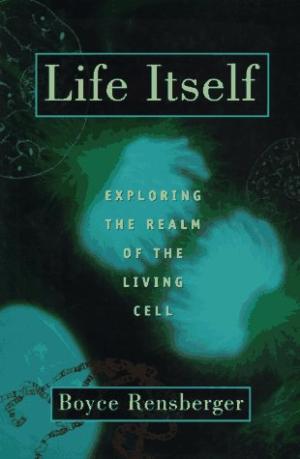 Life Itself
EXPLORING
THE REALM
OF THE
LIVING
CELL
Boyce Rensberger